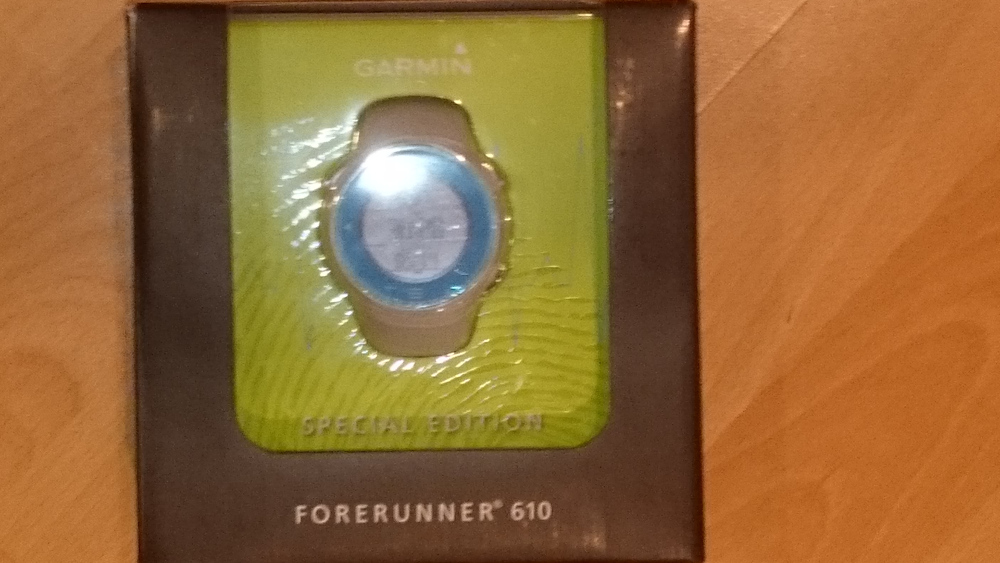 GARMIN
SPECIAL EDITION
FORERUNNER® 610